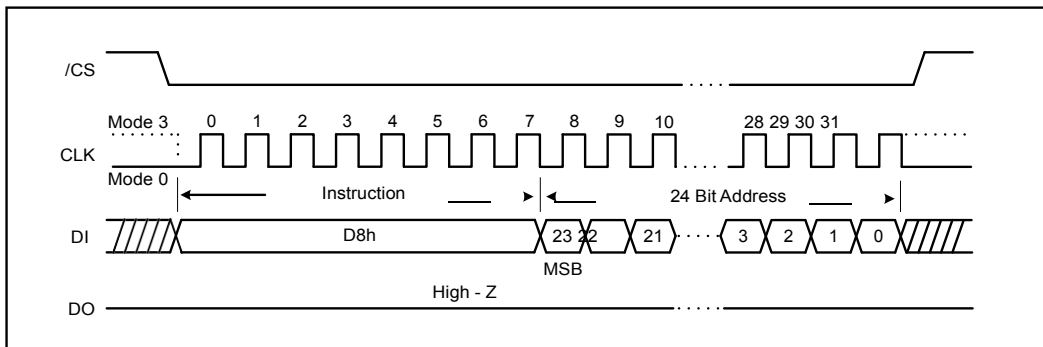 /CS
Mode 3 0 1 2 3 4 5 6 7 8 9 10 28 29 30 31
CLK
Mode 0
Instruction 24 Bit Address
DI D8h 23 22 21 3 2 1 0
MSB
High - Z
DO